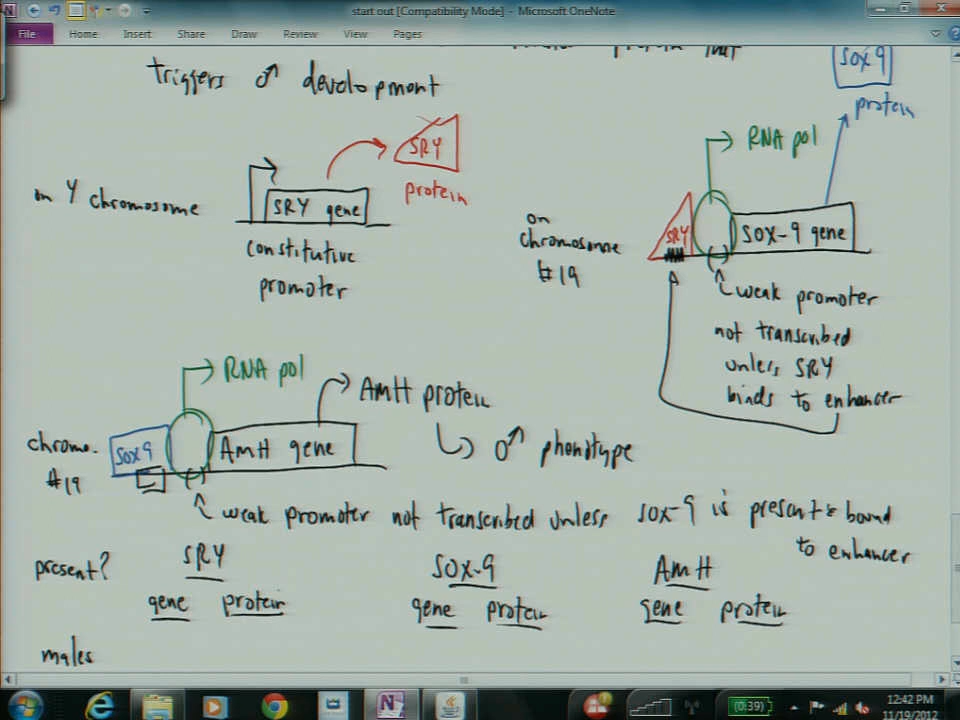 start out [Compatibility Mode] - Microsoft OneNote
File Home Insert Share Draw Review View Pages
triggers ♂ development
sox 9
protein
on Y chromosome
SRY gene
constitutive
promoter
SRY
protein
RNA pol
on
chromosome
#19
SRY
sox-9 gene
weak promoter
not transcribed
unless SRY
binds to enhancer
RNA pol
AmH protein
chromo.
#19
sox 9
AmH gene
♂ phenotype
weak promoter not transcribed unless sox-9 is present & bound
to enhancer
present?
SRY
gene protein
sox-9
gene protein
AmH
gene protein
males
(0:39)
12:42 PM
11/19/2012